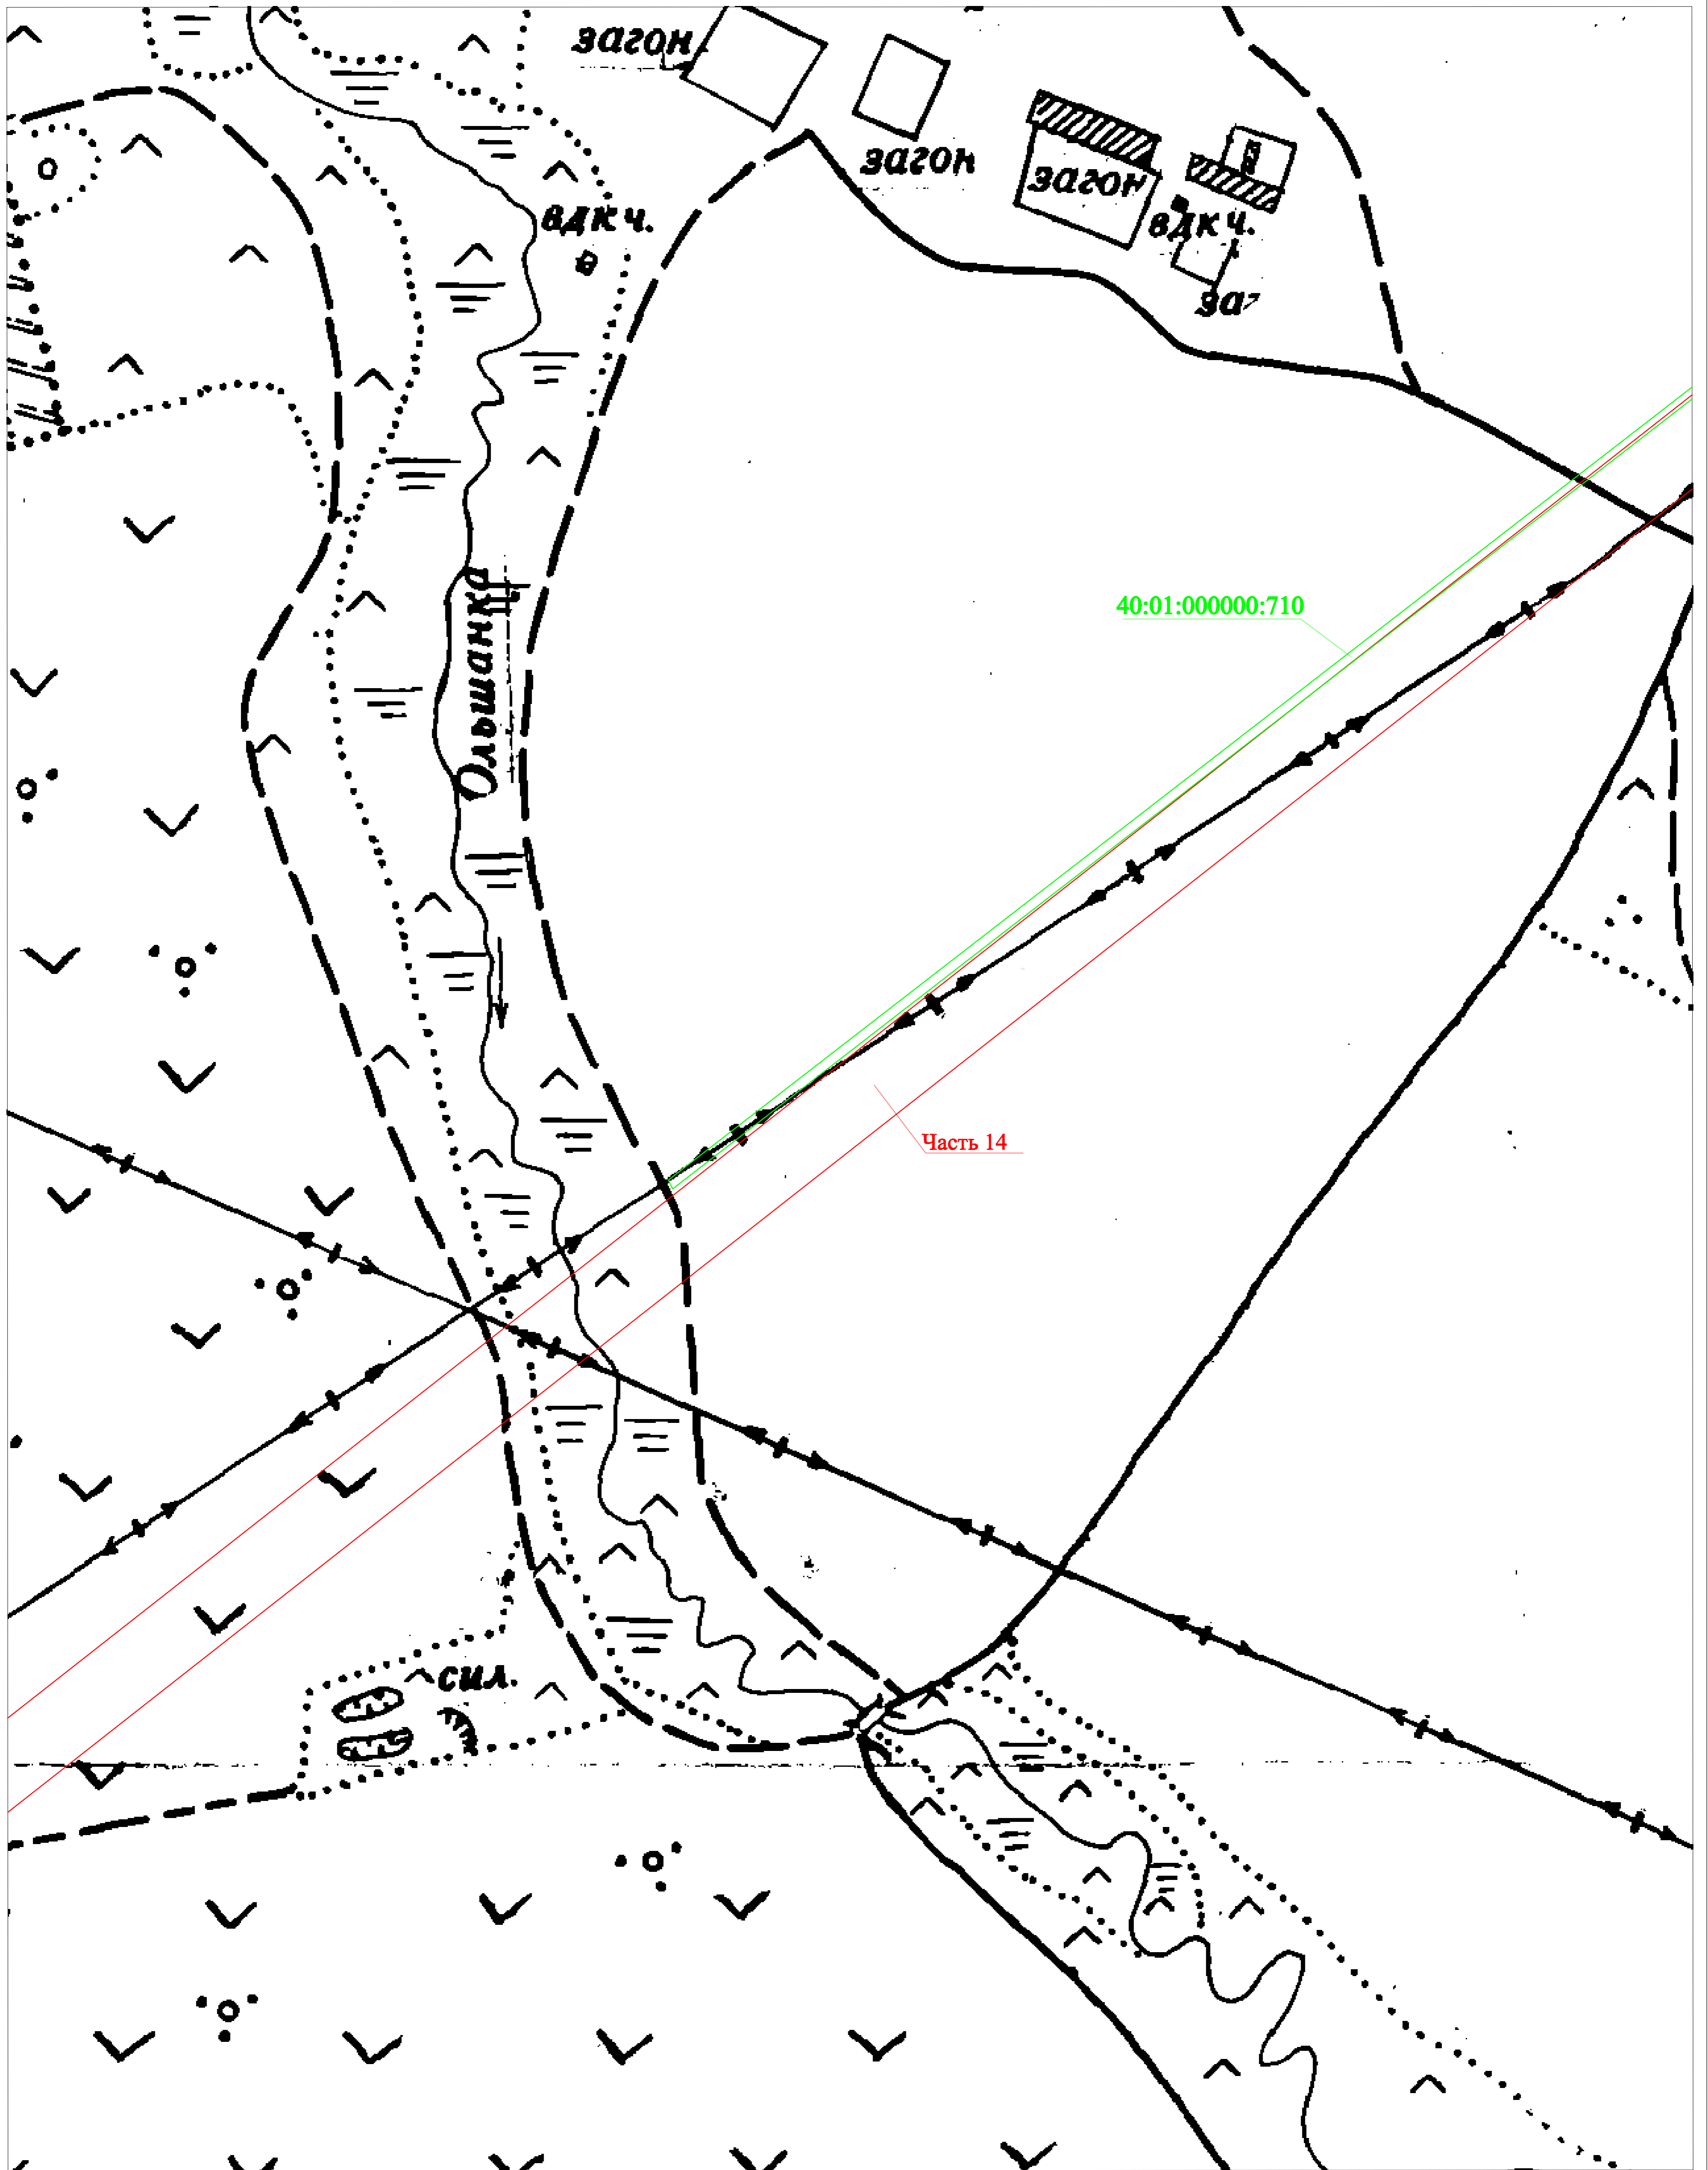 загон
загон
загон
вдкч.
вдкч.
заг
40:01:000000:710
Ольшанка
Часть 14
сил.